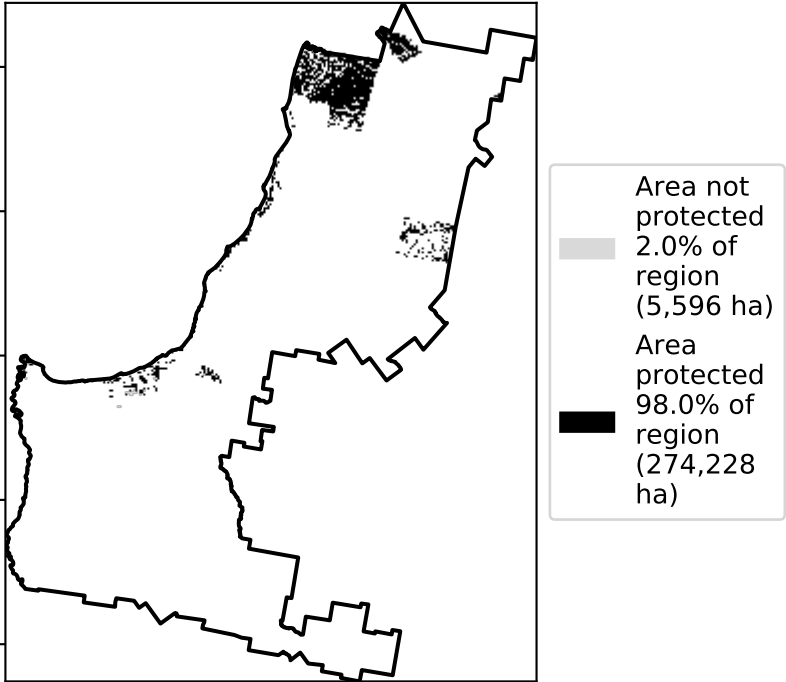 Area not
protected
2.0% of
region
(5,596 ha)
Area
protected
98.0% of
region
(274,228
ha)